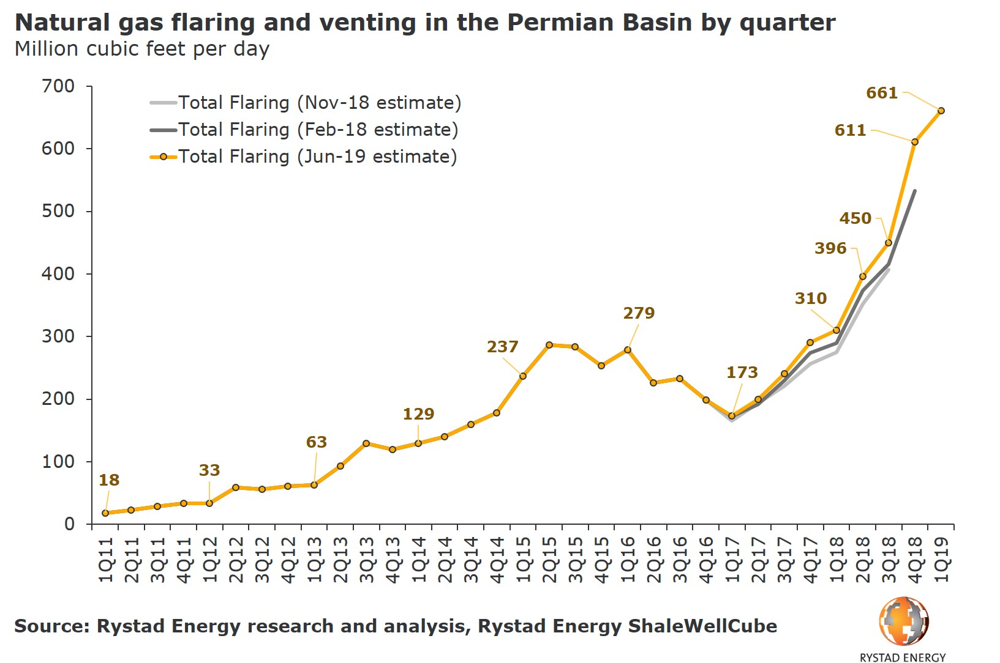 Natural gas flaring and venting in the Permian Basin by quarter
Million cubic feet per day
700
600
500
400
300
200
100
0
Total Flaring (Nov-18 estimate)
Total Flaring (Feb-18 estimate)
Total Flaring (Jun-19 estimate)
18
33
63
129
237
279
173
310
396
450
611
661
1Q11
2Q11
3Q11
4Q11
1Q12
2Q12
3Q12
4Q12
1Q13
2Q13
3Q13
4Q13
1Q14
2Q14
3Q14
4Q14
1Q15
2Q15
3Q15
4Q15
1Q16
2Q16
3Q16
4Q16
1Q17
2Q17
3Q17
4Q17
1Q18
2Q18
3Q18
4Q18
1Q19
Source: Rystad Energy research and analysis, Rystad Energy ShaleWellCube
RYSTAD ENERGY